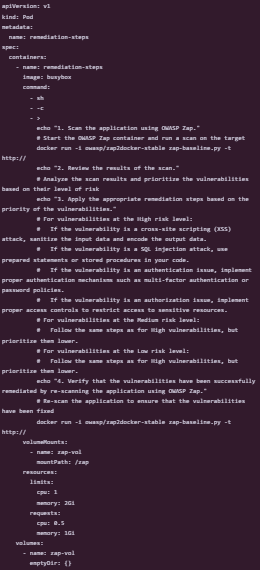 apiVersion: v1
kind: Pod
metadata:
  name: remediation-steps
spec:
  containers:
    - name: remediation-steps
      image: busybox
      command:
        - sh
        - -c
        - >
          echo "1. Scan the application using OWASP Zap."
          # Start the OWASP Zap container and run a scan on the target
          docker run -i owasp/zap2docker-stable zap-baseline.py -t
http://
          echo "2. Review the results of the scan."
          # Analyze the scan results and prioritize the vulnerabilities
based on their level of risk
          echo "3. Apply the appropriate remediation steps based on the
priority of the vulnerabilities."
          # For vulnerabilities at the High risk level:
          #   If the vulnerability is a cross-site scripting (XSS)
attack, sanitize the input data and encode the output data.
          #   If the vulnerability is a SQL injection attack, use
prepared statements or stored procedures in your code.
          #   If the vulnerability is an authentication issue, implement
proper authentication mechanisms such as multi-factor authentication or
password policies.
          #   If the vulnerability is an authorization issue, implement
proper access controls to restrict access to sensitive resources.
          # For vulnerabilities at the Medium risk level:
          #   Follow the same steps as for High vulnerabilities, but
prioritize them lower.
          # For vulnerabilities at the Low risk level:
          #   Follow the same steps as for High vulnerabilities, but
prioritize them lower.
          echo "4. Verify that the vulnerabilities have been successfully
remediated by re-scanning the application using OWASP Zap."
          # Re-scan the application to ensure that the vulnerabilities
have been fixed
          docker run -i owasp/zap2docker-stable zap-baseline.py -t
http://
      volumeMounts:
        - name: zap-vol
          mountPath: /zap
      resources:
        limits:
          cpu: 1
          memory: 2Gi
        requests:
          cpu: 0.5
          memory: 1Gi
    volumes:
      - name: zap-vol
        emptyDir: {}